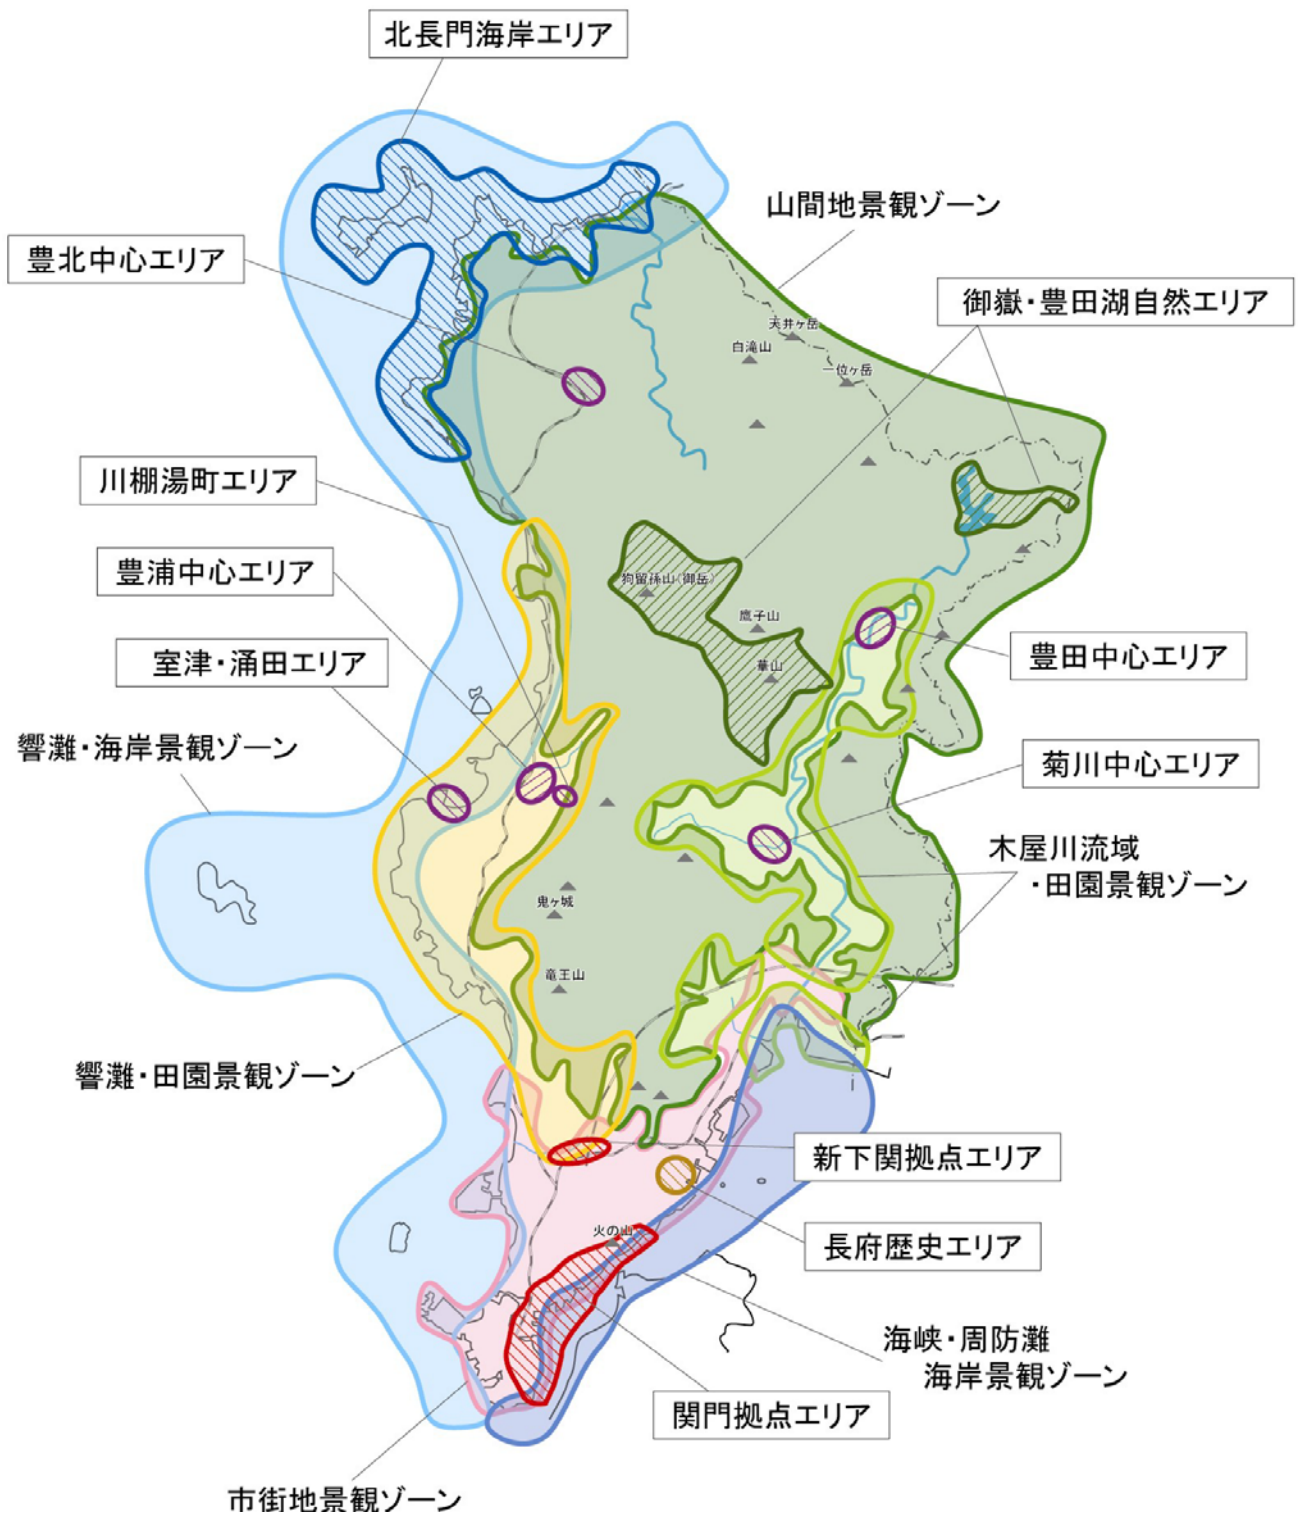 北長門海岸エリア
山間地景観ゾーン
豊北中心エリア
御嶽・豊田湖自然エリア
天井ヶ岳
白滝山
一位ヶ岳
川棚湯町エリア
豊浦中心エリア
狗留孫山(御岳)
鷹子山
豊田中心エリア
室津・涌田エリア
華山
響灘・海岸景観ゾーン
菊川中心エリア
木屋川流域
・田園景観ゾーン
鬼ヶ城
竜王山
響灘・田園景観ゾーン
新下関拠点エリア
火の山
長府歴史エリア
海峡・周防灘
海岸景観ゾーン
関門拠点エリア
市街地景観ゾーン